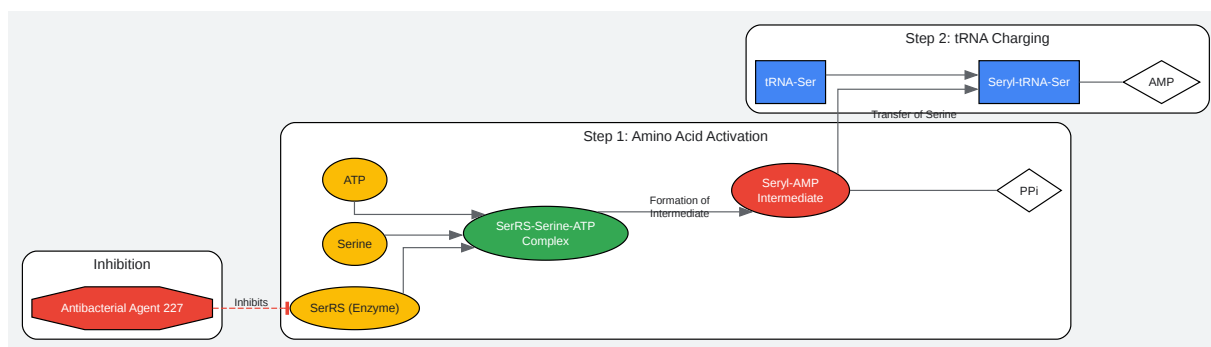 Step 2: tRNA Charging
tRNA-Ser
Seryl-tRNA-Ser
AMP
Transfer of Serine
Step 1: Amino Acid Activation
ATP
Serine
SerRS (Enzyme)
SerRS-Serine-ATP
Complex
Formation of
Intermediate
Seryl-AMP
Intermediate
PPi
Inhibition
Antibacterial Agent 227
Inhibits